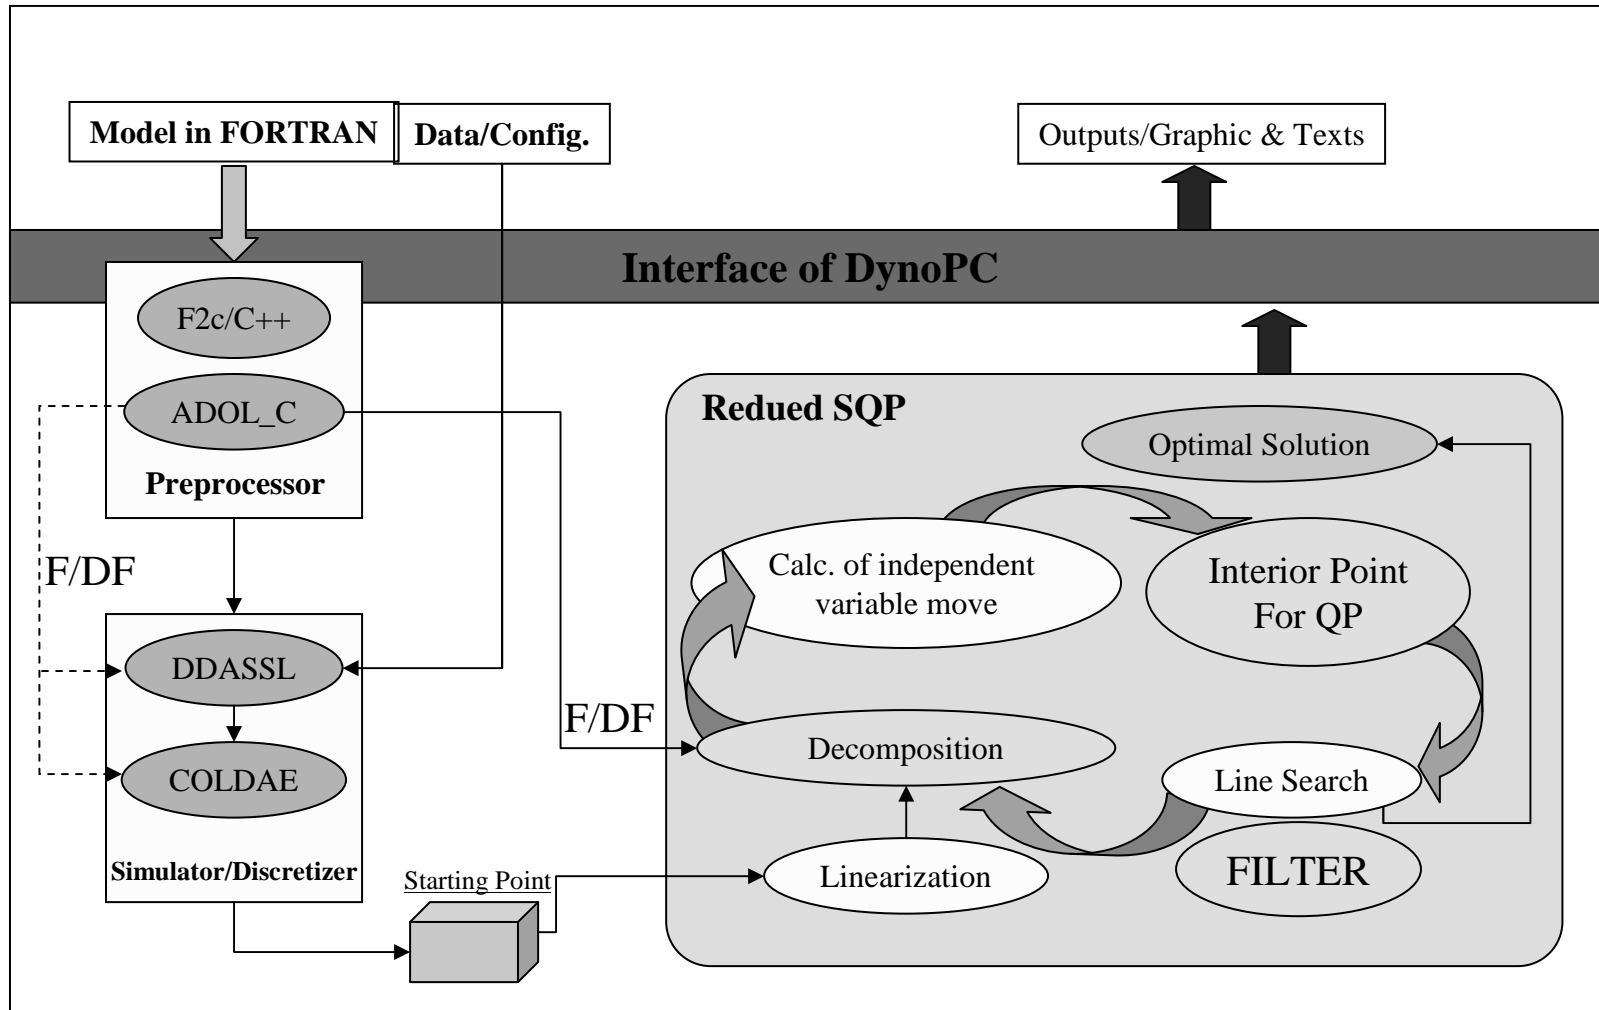 Model in FORTRAN
Data/Config.
Outputs/Graphic & Texts
Interface of DynoPC
F2c/C++
ADOL_C
Preprocessor
F/DF
DDASSL
COLDAE
Simulator/Discretizer
Starting Point
F/DF
Redued SQP
Optimal Solution
Calc. of independent
variable move
Interior Point
For QP
Decomposition
Line Search
Linearization
FILTER